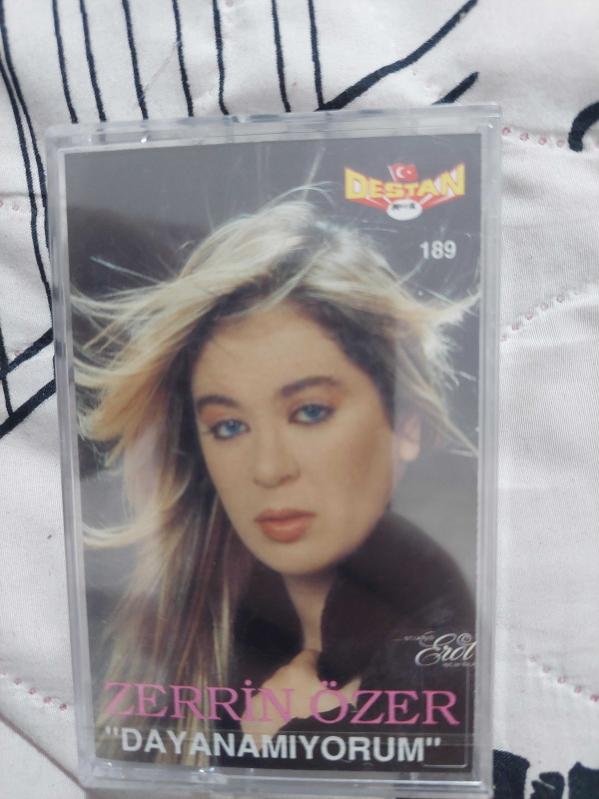 DESTAN
189
Erol
ZERRİN ÖZER
"DAYANAMIYORUM"